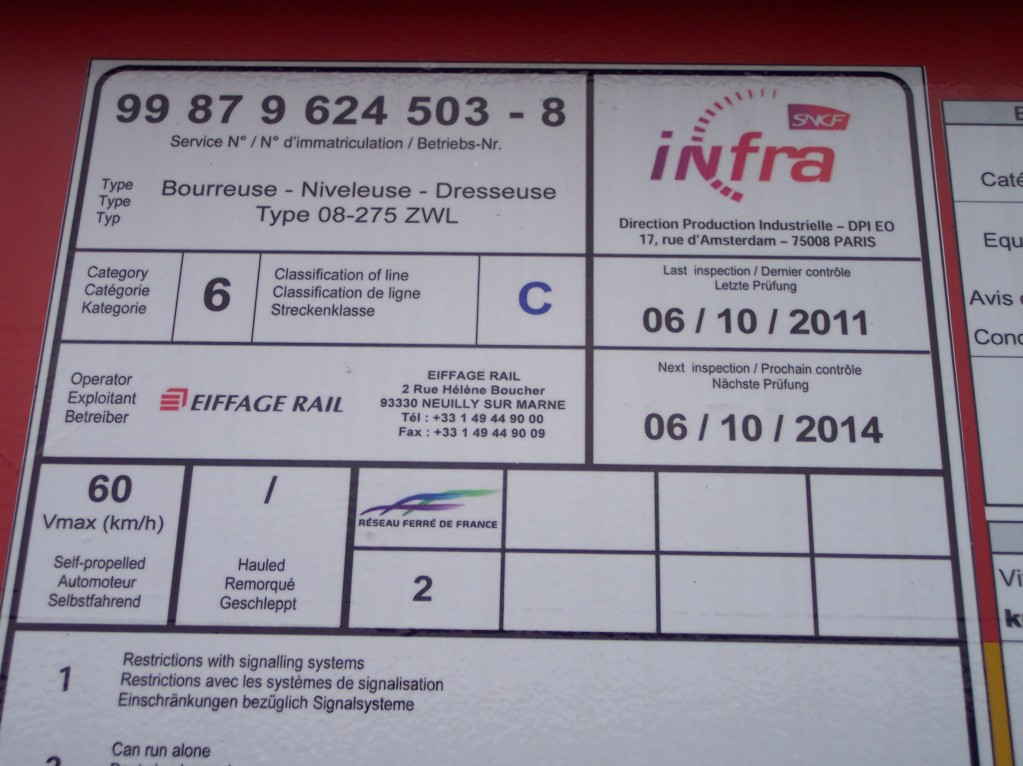 99 87 9 624 503 - 8
Service N° / N° d'immatriculation / Betriebs-Nr.
Type
Type
Typ
Bourreuse - Niveleuse - Dresseuse
Type 08-275 ZWL
SNCF
infra
Direction Production Industrielle – DPI EO
17, rue d'Amsterdam – 75008 PARIS
Category
Catégorie
Kategorie
6
Classification of line
Classification de ligne
Streckenklasse
C
Last inspection / Dernier contrôle
Letzte Prüfung
06 / 10 / 2011
Operator
Exploitant
Betreiber
EIFFAGE RAIL
EIFFAGE RAIL
2 Rue Hélène Boucher
93330 NEUILLY SUR MARNE
Tél : +33 1 49 44 90 00
Fax : +33 1 49 44 90 09
Next inspection / Prochain contrôle
Nächste Prüfung
06 / 10 / 2014
60
Vmax (km/h)
Self-propelled
Automoteur
Selbstfahrend
/
Hauled
Remorqué
Geschleppt
RÉSEAU FERRÉ DE FRANCE
2
1
Restrictions with signalling systems
Restrictions avec les systèmes de signalisation
Einschränkungen bezüglich Signalsysteme
2
Can run alone
Caté
Equ
Avis
Cond
Vi